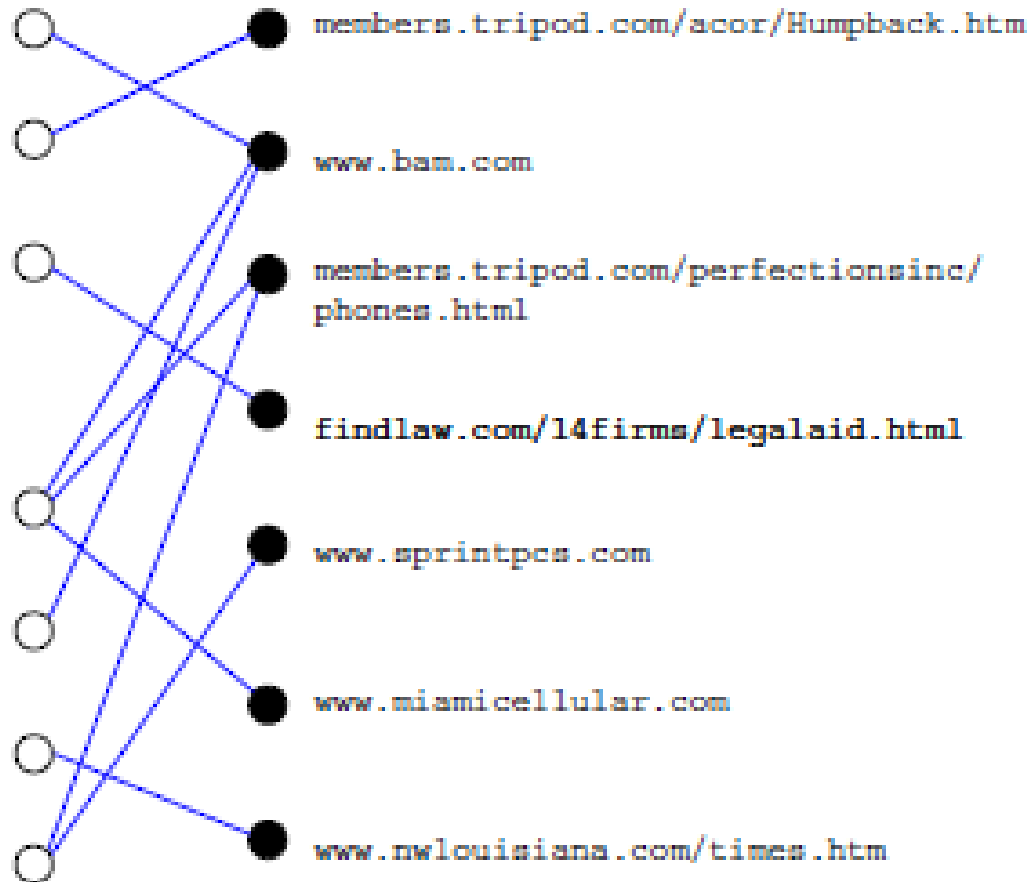 members.tripod.com/acor/Humpback.htm
www.bam.com
members.tripod.com/perfectionsinc/
phones.html
findlaw.com/14firms/legalaid.html
www.sprintpcs.com
www.miamicellular.com
www.nwlouisiana.com/times.htm